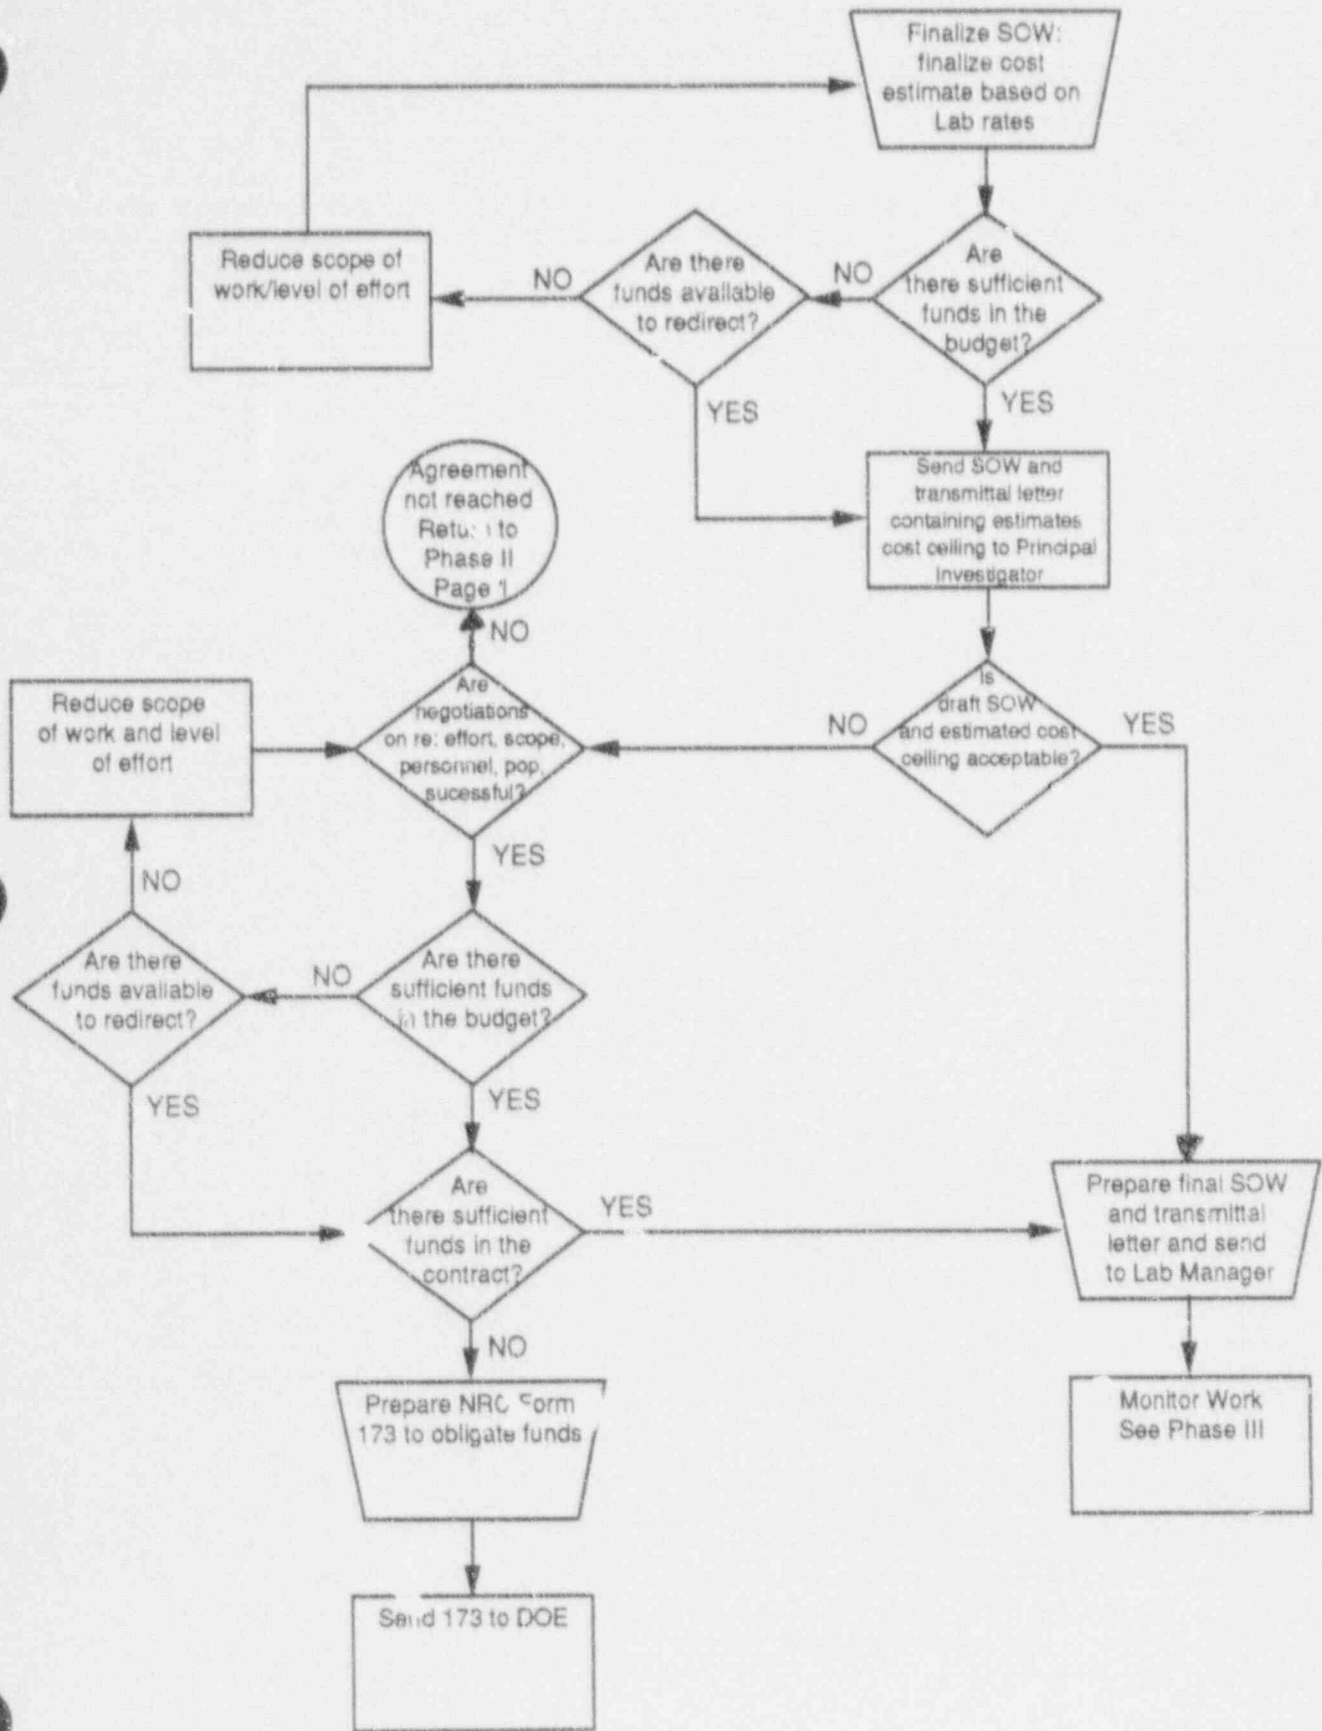 Finalize SOW:
finalize cost
estimate based on
Lab rates
Are
there sufficient
funds in the
budget?
NO
YES
Are there
funds available
to redirect?
NO
YES
Reduce scope of
work/level of effort
Send SOW and
transmittal letter
containing estimates
cost ceiling to Principal
Investigator
Is
draft SOW
and estimated cost
ceiling acceptable?
NO
YES
Agreement
not reached
Return to
Phase II
Page 1
NO
Are
negotiations
on re: effort, scope,
personnel, pop,
sucessful?
YES
Reduce scope
of work and level
of effort
NO
Are there
funds available
to redirect?
YES
NO
Are there
sufficient funds
in the budget?
YES
Are
there sufficient
funds in the
contract?
YES
NO
Prepare final SOW
and transmittal
letter and send
to Lab Manager
Monitor Work
See Phase III
Prepare NRC Form
173 to obligate funds
Send 173 to DOE